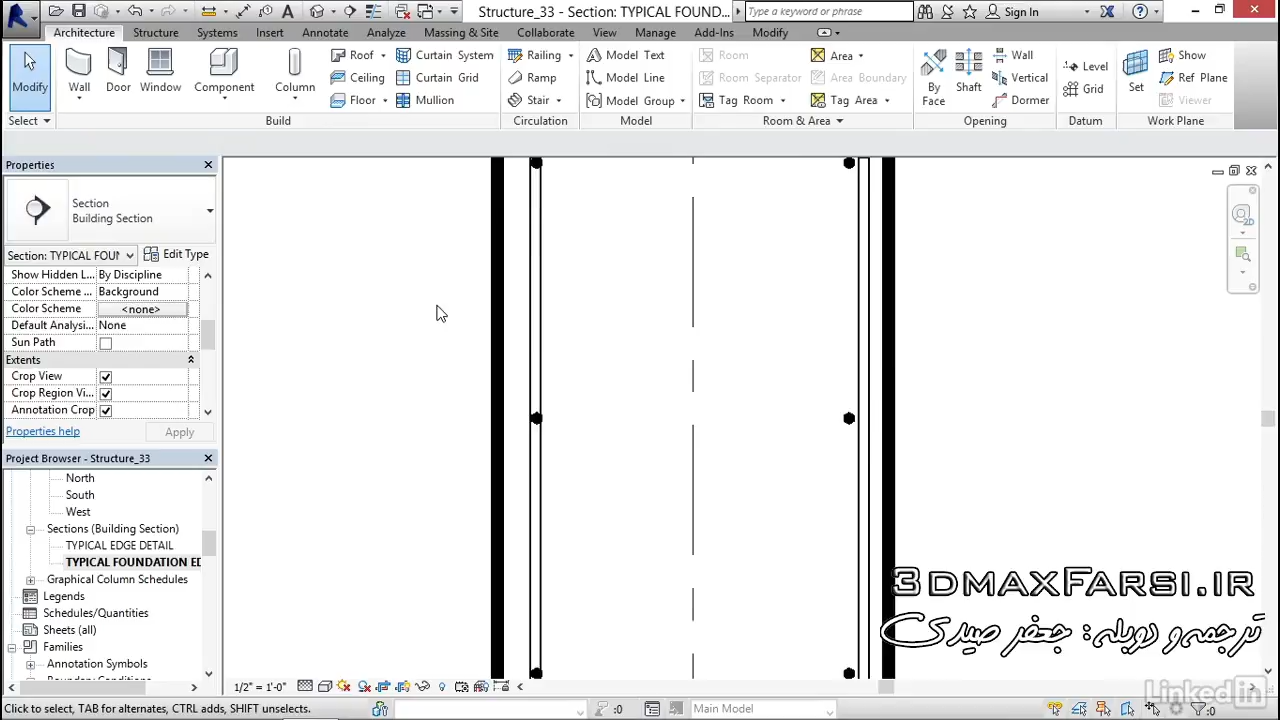 Structure_33 - Section: TYPICAL FOUND...
Type a keyword or phrase
Sign In
Architecture Structure Systems Insert Annotate Analyze Massing & Site Collaborate View Manage Add-Ins Modify
Modify
Wall
Door
Window
Component
Column
Roof
Ceiling
Floor
Curtain System
Curtain Grid
Mullion
Railing
Ramp
Stair
Model Text
Model Line
Model Group
Room
Room Separator
Tag Room
Area
Area Boundary
Tag Area
By Face
Shaft
Wall
Vertical
Dormer
Level
Grid
Set
Show
Ref Plane
Viewer
Select Build Circulation Model Room & Area Opening Datum Work Plane
Properties
Section
Building Section
Section: TYPICAL FOUN
Edit Type
Show Hidden L... By Discipline
Color Scheme ... Background
Color Scheme <none>
Default Analysi... None
Sun Path
Extents
Crop View
Crop Region Vi...
Annotation Crop
Properties help
Apply
Project Browser - Structure_33
North
South
West
Sections (Building Section)
TYPICAL EDGE DETAIL
TYPICAL FOUNDATION ED
Graphical Column Schedules
Legends
Schedules/Quantities
Sheets (all)
Families
Annotation Symbols
3DMAXFARSI.IR
ترجمه و دوبله: جعفر صیدی
1/2" = 1'-0"
LinkedIn
Click to select, TAB for alternates, CTRL adds, SHIFT unselects.
:0
Main Model
:0